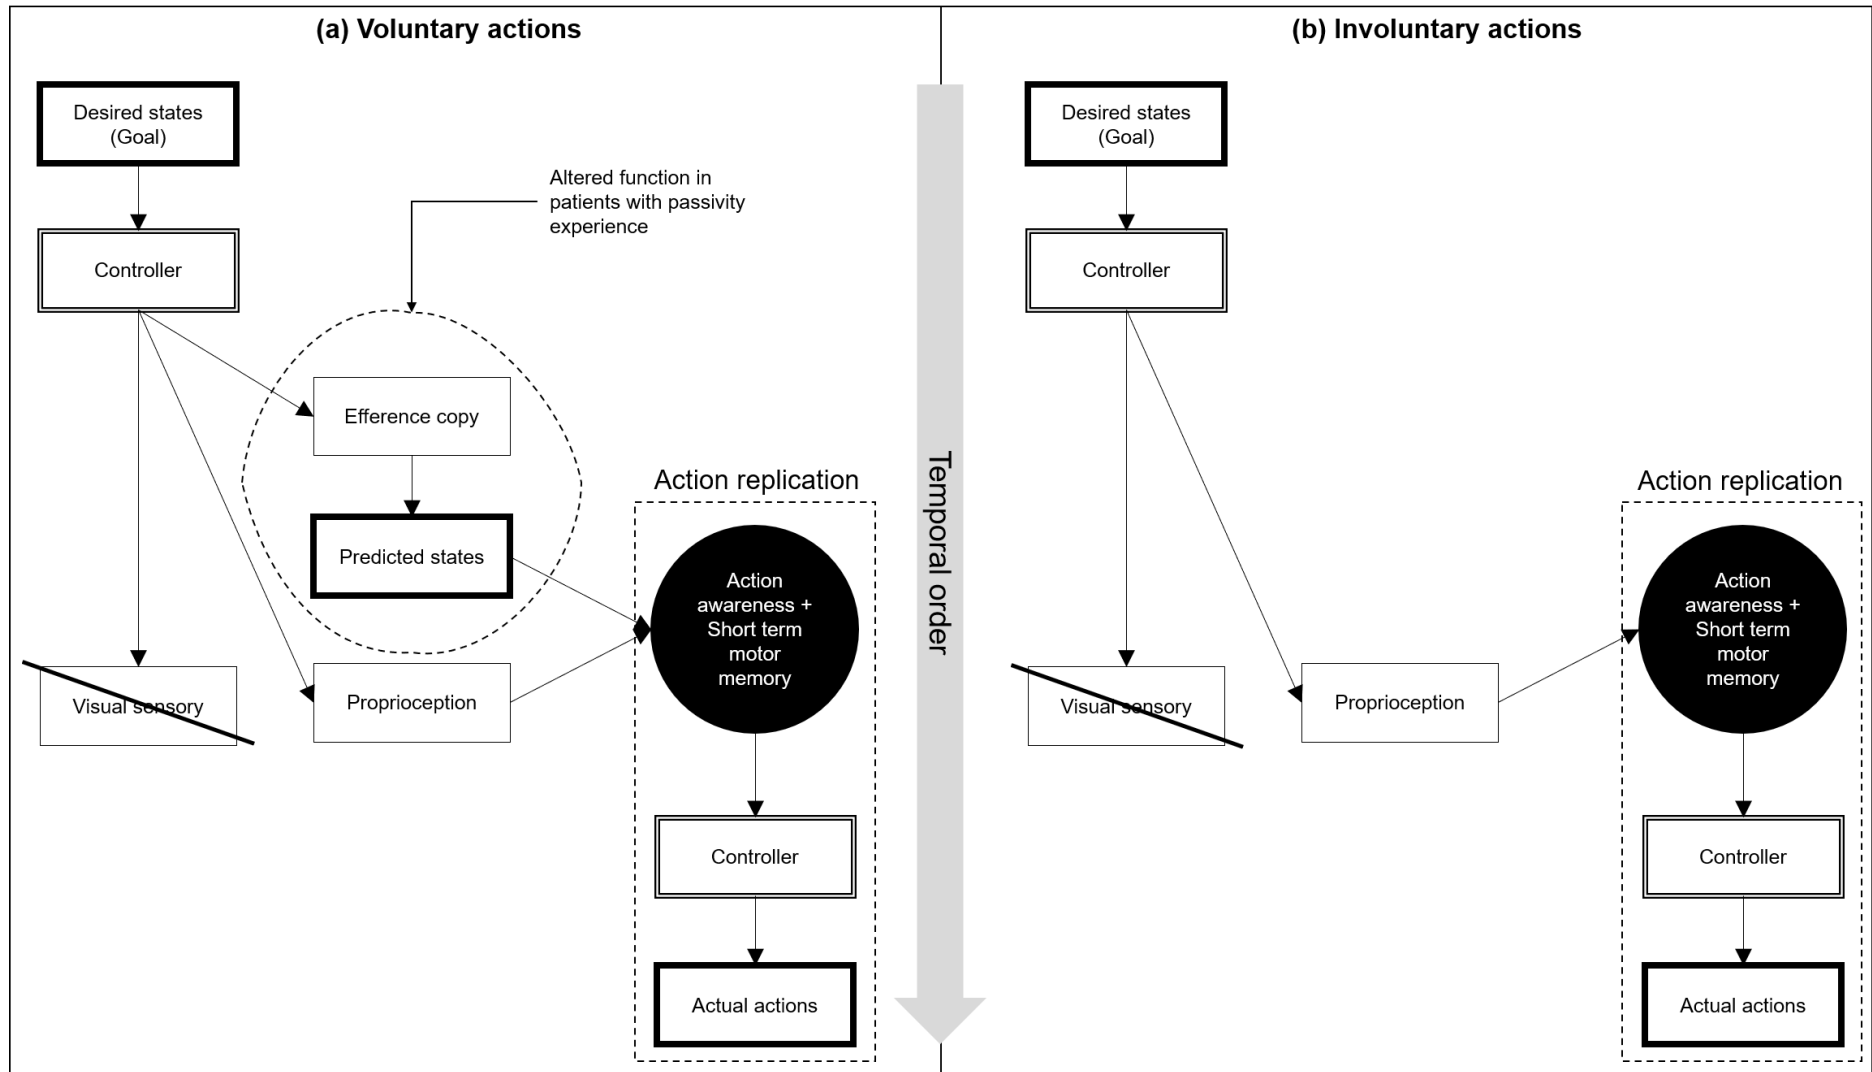 (a) Voluntary actions
Desired states
(Goal)
Controller
Altered function in
patients with passivity
experience
Efference copy
Predicted states
Visual sensory
Proprioception
Action replication
Action
awareness +
Short term
motor
memory
Controller
Actual actions
Temporal order
(b) Involuntary actions
Desired states
(Goal)
Controller
Visual sensory
Proprioception
Action replication
Action
awareness +
Short term
motor
memory
Controller
Actual actions